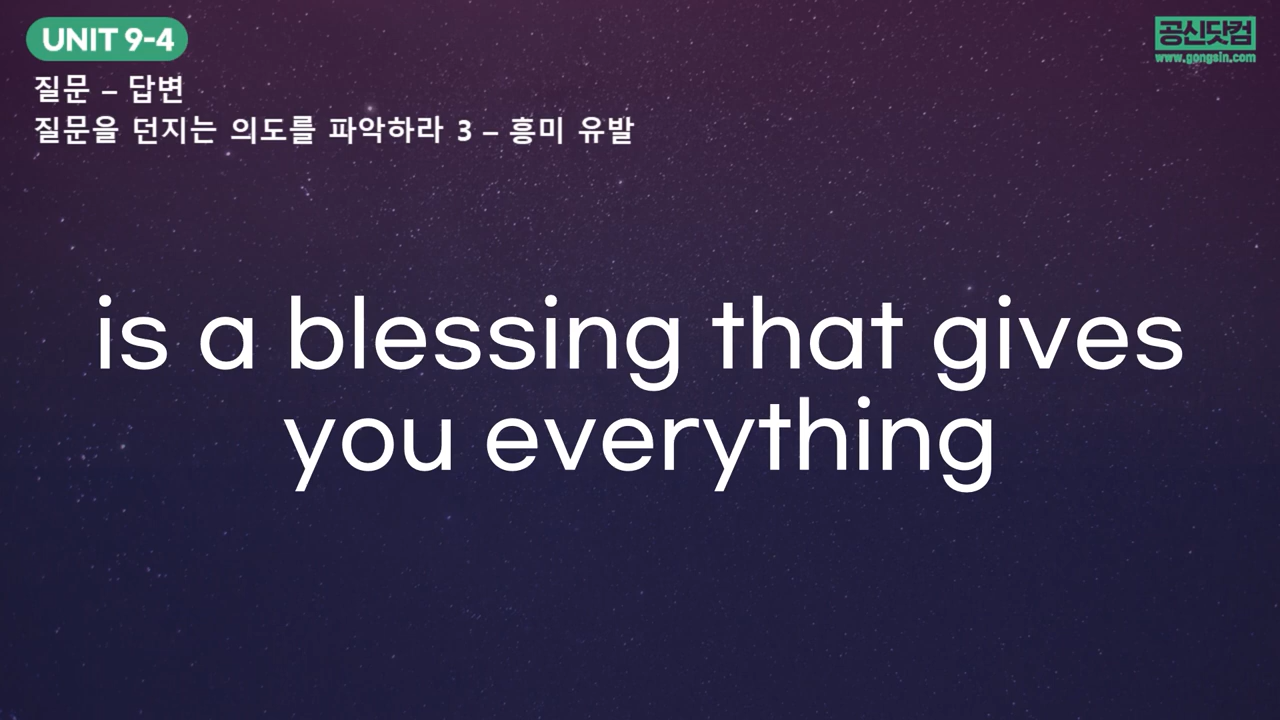 UNIT 9-4
공신닷컴
www.gongsin.com
질문 – 답변
질문을 던지는 의도를 파악하라 3 – 흥미 유발
is a blessing that gives
you everything